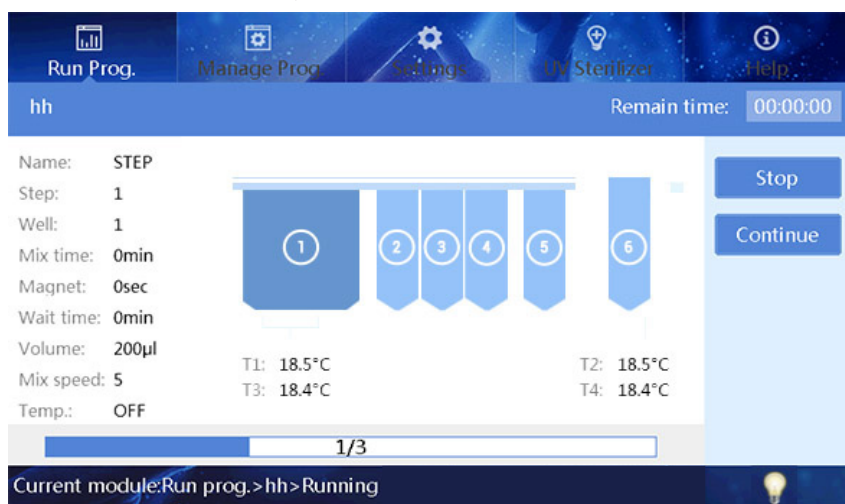 Run Prog. Manage Prog. Settings UV Sterilizer Help
hh Remain time: 00:00:00
Name: STEP
Step: 1
Well: 1
Mix time: 0min
Magnet: 0sec
Wait time: 0min
Volume: 200μl
Mix speed: 5
Temp.: OFF
1 2 3 4 5 6
T1: 18.5°C T2: 18.5°C
T3: 18.4°C T4: 18.4°C
Stop
Continue
1/3
Current module:Run prog.>hh>Running